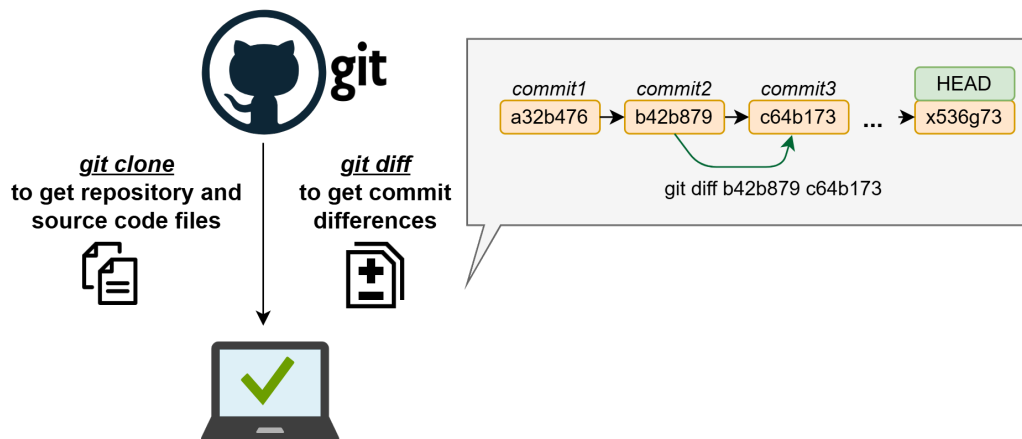 git
git clone
to get repository and
source code files
git diff
to get commit
differences
commit1 commit2 commit3 HEAD
a32b476 b42b879 c64b173 ... x536g73
git diff b42b879 c64b173